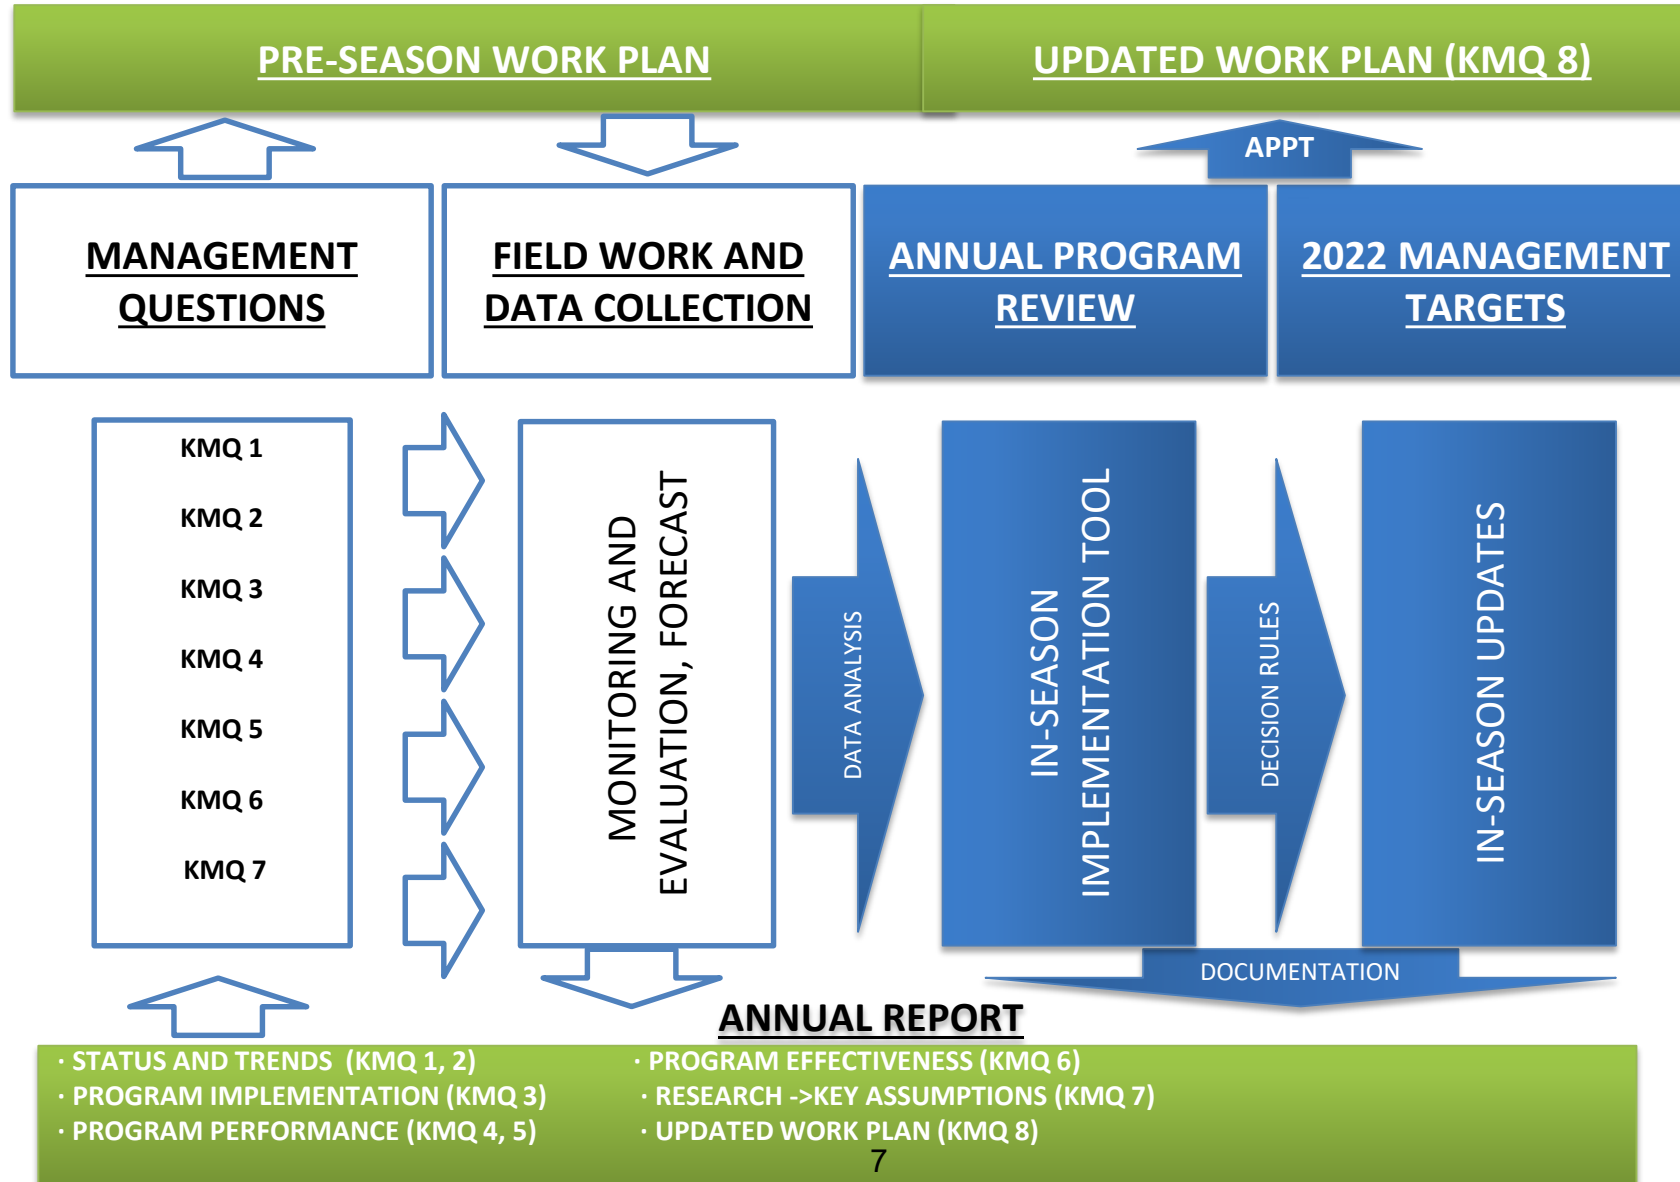 PRE-SEASON WORK PLAN
UPDATED WORK PLAN (KMQ 8)
APPT
MANAGEMENT
QUESTIONS
FIELD WORK AND
DATA COLLECTION
ANNUAL PROGRAM
REVIEW
2022 MANAGEMENT
TARGETS
KMQ 1
KMQ 2
KMQ 3
KMQ 4
KMQ 5
KMQ 6
KMQ 7
MONITORING AND
EVALUATION, FORECAST
DATA ANALYSIS
IN-SEASON
IMPLEMENTATION TOOL
DECISION RULES
IN-SEASON UPDATES
DOCUMENTATION
ANNUAL REPORT
· STATUS AND TRENDS (KMQ 1, 2)
· PROGRAM IMPLEMENTATION (KMQ 3)
· PROGRAM PERFORMANCE (KMQ 4, 5)
· PROGRAM EFFECTIVENESS (KMQ 6)
· RESEARCH ->KEY ASSUMPTIONS (KMQ 7)
· UPDATED WORK PLAN (KMQ 8)
7